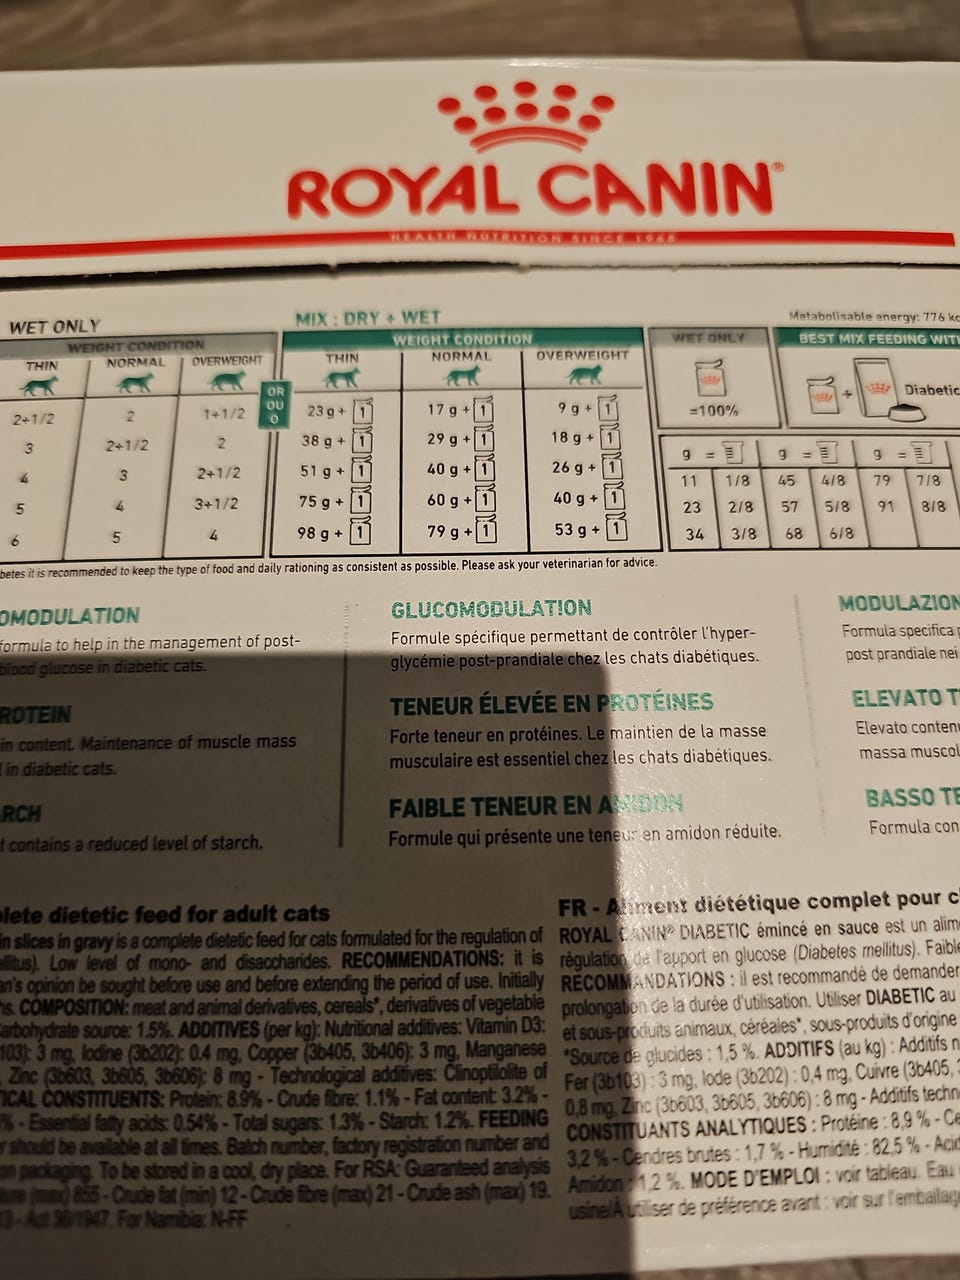 ROYAL CANIN®
HEALTH NUTRITION SINCE 1968
WET ONLY
MIX : DRY + WET
Metabolisable energy: 776
WEIGHT CONDITION
WEIGHT CONDITION
WET ONLY
BEST MIX FEEDING
THIN NORMAL OVERWEIGHT
THIN NORMAL OVERWEIGHT
OR
OU
O
=100%
+ Diabetic
2+1/2 2 1+1/2 23 g + 1 17 g + 1 9 g + 1
3 2+1/2 2 38 g + 1 29 g + 1 18 g + 1
4 3 2+1/2 51 g + 1 40 g + 1 26 g + 1
5 4 3+1/2 75 g + 1 60 g + 1 40 g + 1
6 5 4 98 g + 1 79 g + 1 53 g + 1
g = g = g =
11 1/8 45 4/8 79 7/8
23 2/8 57 5/8 91 8/8
34 3/8 68 6/8
it is recommended to keep the type of food and daily rationing as consistent as possible. Please ask your veterinarian for advice.
OMODULATION
formula to help in the management of post-
blood glucose in diabetic cats.
ROTEIN
in content. Maintenance of muscle mass
in diabetic cats.
ARCH
contains a reduced level of starch.
GLUCOMODULATION
Formule spécifique permettant de contrôler l'hyper-
glycémie post-prandiale chez les chats diabétiques.
TENEUR ÉLEVÉE EN PROTÉINES
Forte teneur en protéines. Le maintien de la masse
musculaire est essentiel chez les chats diabétiques.
FAIBLE TENEUR EN AMIDON
Formule qui présente une teneur en amidon réduite.
MODULAZION
Formula specifica
post prandiale nei
ELEVATO
Elevato conten
massa muscol
BASSO
Formula con
plete dietetic feed for adult cats
in slices in gravy is a complete dietetic feed for cats formulated for the regulation of
ellitus). Low level of mono- and disaccharides. RECOMMENDATIONS: it is
an's opinion be sought before use and before extending the period of use. Initially
hs. COMPOSITION: meat and animal derivatives, cereals*, derivatives of vegetable
arbohydrate source: 1.5%. ADDITIVES (per kg): Nutritional additives: Vitamin D3:
103): 3 mg, Iodine (3b202): 0.4 mg, Copper (3b405, 3b406): 3 mg, Manganese
Zinc (3b603, 3b605, 3b606): 8 mg - Technological additives: Clinoptilolite of
ICAL CONSTITUENTS: Protein: 8.9% - Crude fibre: 1.1% - Fat content: 3.2% -
% - Essential fatty acids: 0.54% - Total sugars: 1.3% - Starch: 1.2%. FEEDING
r should be available at all times. Batch number, factory registration number and
on packaging. To be stored in a cool, dry place. For RSA: Guaranteed analysis
ture (max) 855 - Crude fat (min) 12 - Crude fibre (max) 21 - Crude ash (max) 19.
- Act 36/1947. For Namibia: N-FF
FR - Aliment diététique complet pour
ROYAL CANIN® DIABETIC émincé en sauce est un alim
régulation de l'apport en glucose (Diabetes mellitus). Faible
RECOMMANDATIONS : il est recommandé de demander
prolongation de la durée d'utilisation. Utiliser DIABETIC au
et sous-produits animaux, céréales*, sous-produits d'origine
*Source de glucides : 1,5 %. ADDITIFS (au kg) : Additifs n
Fer (3b103) : 3 mg, Iode (3b202) : 0,4 mg, Cuivre (3b405,
0,8 mg, Zinc (3b603, 3b605, 3b606) : 8 mg - Additifs techn
CONSTITUANTS ANALYTIQUES : Protéine : 8,9 % - Ce
3,2 % - Cendres brutes : 1,7 % - Humidité : 82,5 % - Acid
Amidon : 1,2 %. MODE D'EMPLOI : voir tableau. Eau
usine/A utiliser de préférence avant : voir sur l'emballag